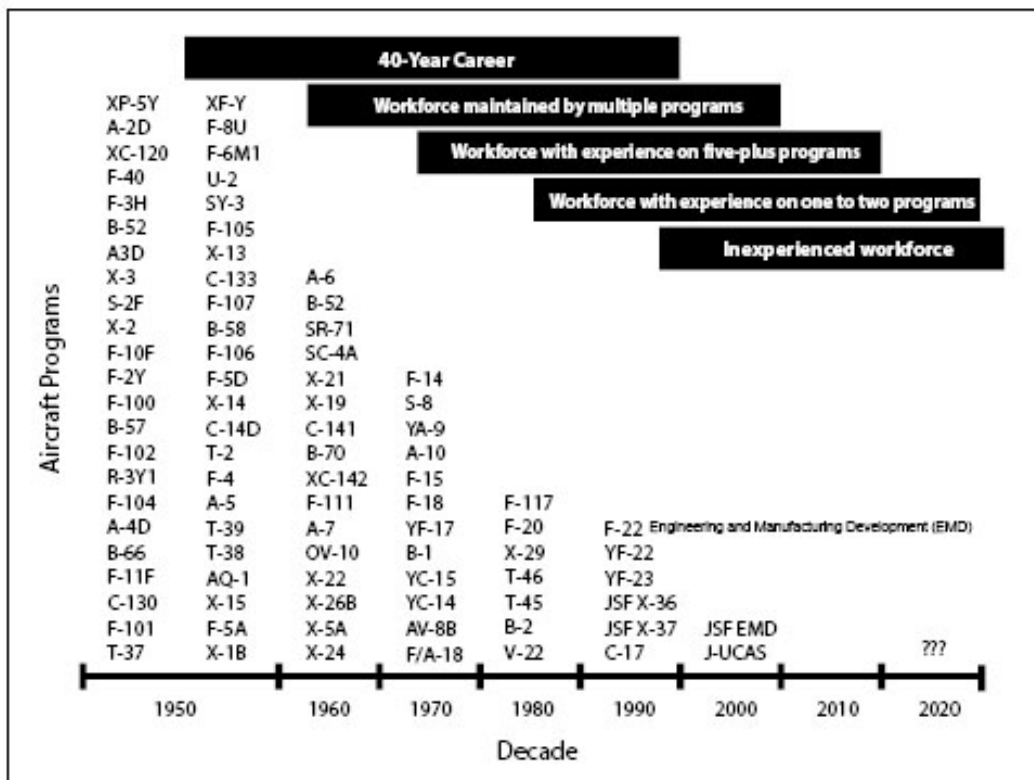 40-Year Career
Workforce maintained by multiple programs
Workforce with experience on five-plus programs
Workforce with experience on one to two programs
Inexperienced workforce
Aircraft Programs
XP-5Y XF-Y
A-2D F-8U
XC-120 F-6M1
F-40 U-2
F-3H SY-3
B-52 F-105
A3D X-13
X-3 C-133 A-6
S-2F F-107 B-52
X-2 B-58 SR-71
F-10F F-106 SC-4A
F-2Y F-5D X-21 F-14
F-100 X-14 X-19 S-8
B-57 C-14D C-141 YA-9
F-102 T-2 B-70 A-10
R-3Y1 F-4 XC-142 F-15
F-104 A-5 F-111 F-18 F-117
A-4D T-39 A-7 YF-17 F-20 F-22 Engineering and Manufacturing Development (EMD)
B-66 T-38 OV-10 B-1 X-29 YF-22
F-11F AQ-1 X-22 YC-15 T-46 YF-23
C-130 X-15 X-26B YC-14 T-45 JSF X-36
F-101 F-5A X-5A AV-8B B-2 JSF X-37 JSF EMD
T-37 X-1B X-24 F/A-18 V-22 C-17 J-UCAS ???
1950 1960 1970 1980 1990 2000 2010 2020
Decade